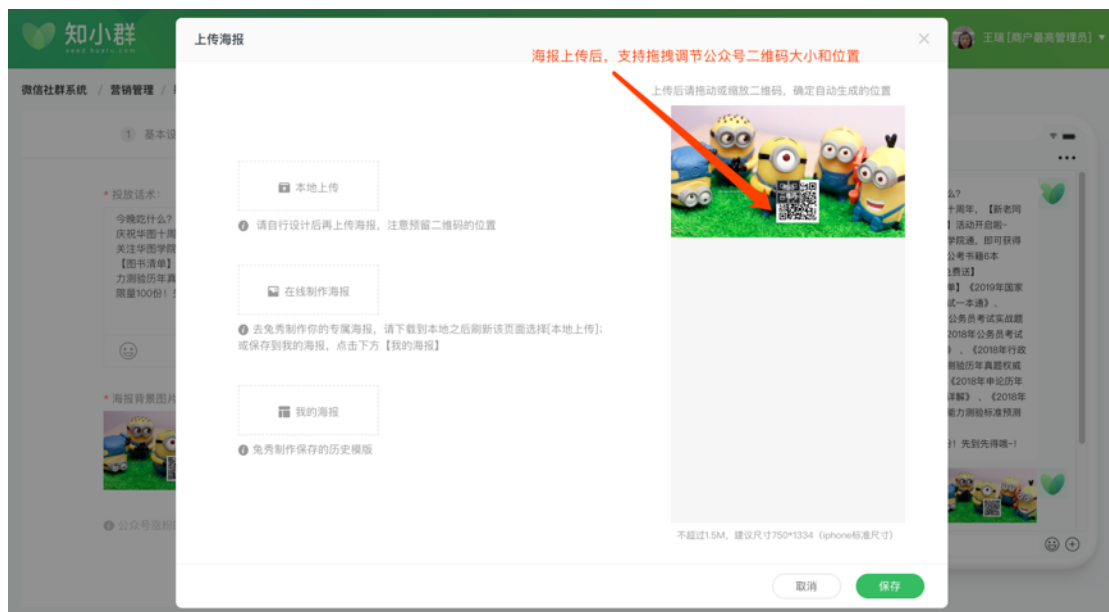 知小群
上传海报
王瑞 [商户最高管理员]
海报上传后，支持拖拽调节公众号二维码大小和位置
微信社群系统 / 营销管理 /
上传后请拖动或缩放二维码，确定自动生成的位置
1 基本设
* 投放话术：
今晚吃什么?
庆祝华图十周
关注华图学院
【图书清单】
力测验历年真
限量100份！
本地上传
请自行设计后再上传海报，注意预留二维码的位置
在线制作海报
去兔秀制作你的专属海报，请下载到本地之后刷新该页面选择[本地上传];
或保存到我的海报，点击下方【我的海报】
* 海报背景图片
我的海报
兔秀制作保存的历史模版
公众号涨粉
不超过1.5M，建议尺寸750*1334（iphone标准尺寸)
取消
保存
么?
十周年，【新老同
】活动开启啦~
学院通，即可获得
公考书籍6本
费送】
单】《2019年国家
试一本通》、
公务员考试实战题
2018年公务员考试
》，《2018年行政
测验历年真题权威
《2018年申论历年
详解》、《2018年
能力测验标准预测
份！先到先得哦~!